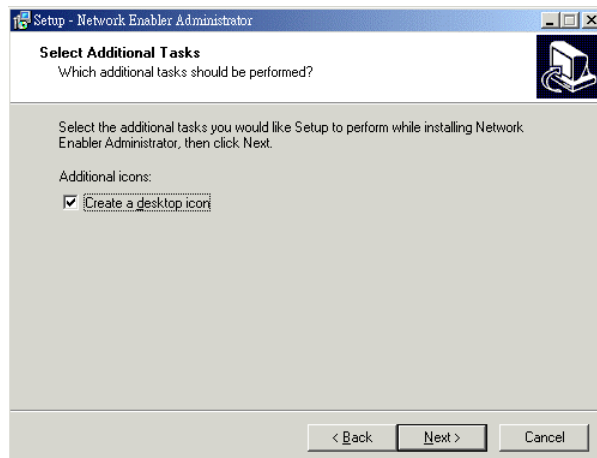 Setup - Network Enabler Administrator
Select Additional Tasks
Which additional tasks should be performed?
Select the additional tasks you would like Setup to perform while installing Network
Enabler Administrator, then click Next.
Additional icons:
Create a desktop icon
< Back Next > Cancel